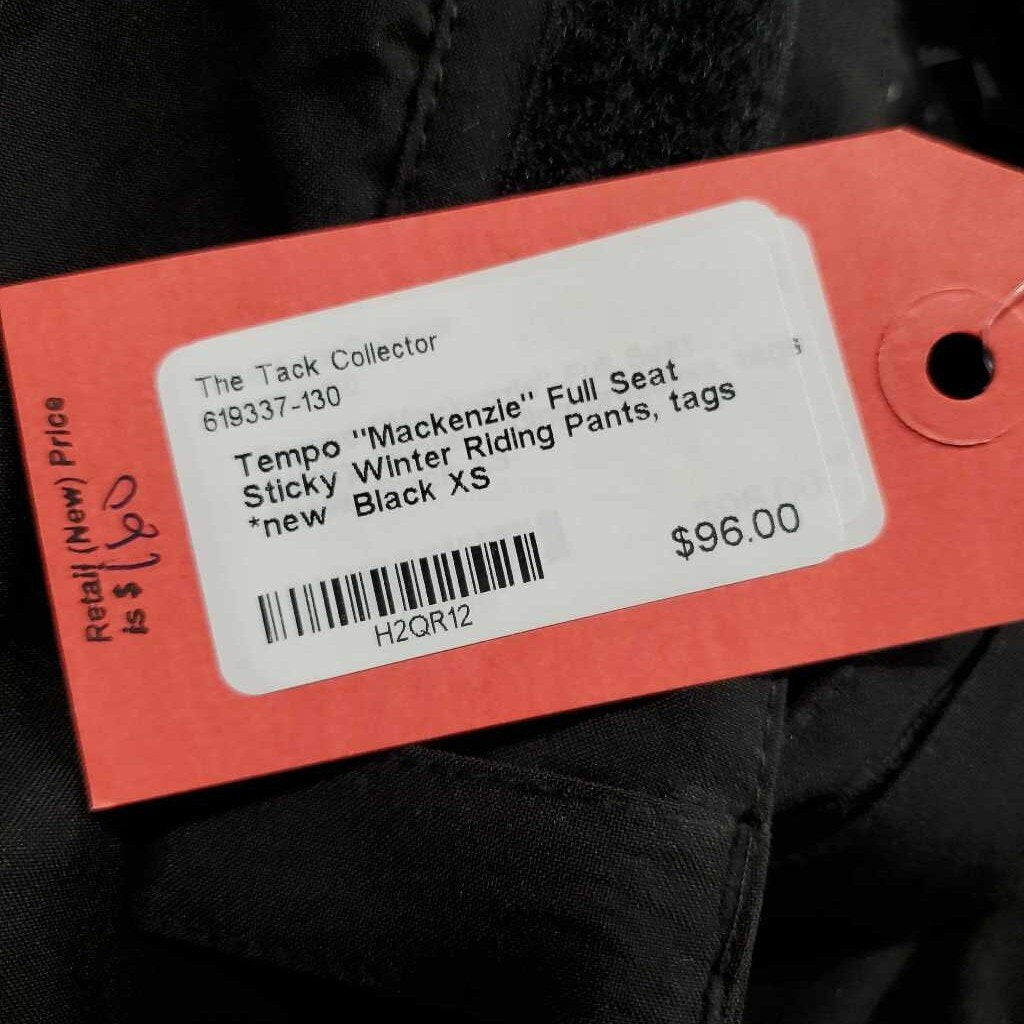 The Tack Collector
619337-130
Tempo "Mackenzie" Full Seat
Sticky Winter Riding Pants, tags
*new Black XS
$96.00
H2QR12
Retail (New) Price
is $ 160